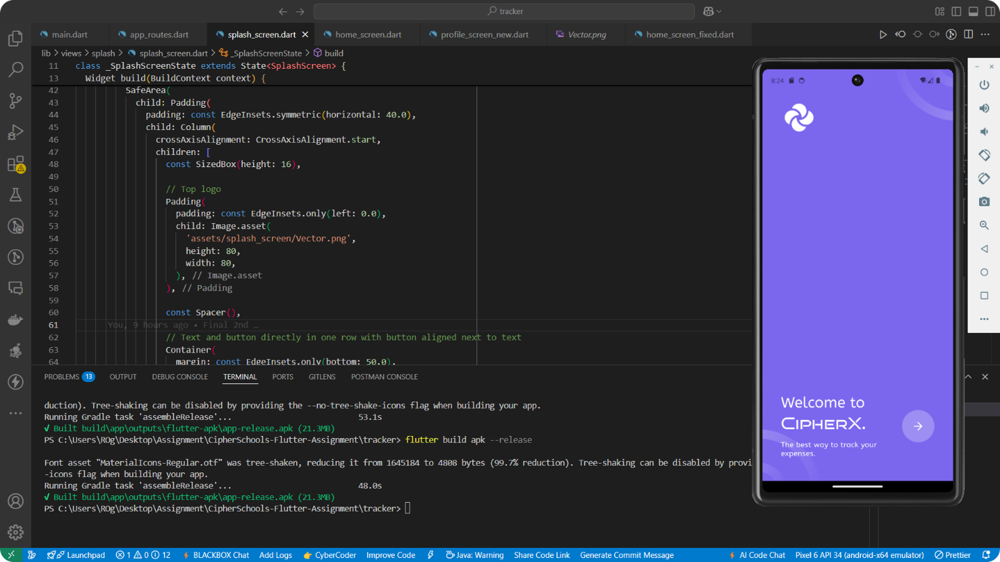 tracker
main.dart
app_routes.dart
splash_screen.dart
home_screen.dart
profile_screen_new.dart
Vector.png
home_screen_fixed.dart
lib > views > splash > splash_screen.dart > _SplashScreenState > build
11 class _SplashScreenState extends State<SplashScreen> {
13 Widget build(BuildContext context) {
42 SafeArea(
43 child: Padding(
44 padding: const EdgeInsets.symmetric(horizontal: 40.0),
45 child: Column(
46 crossAxisAlignment: CrossAxisAlignment.start,
47 children: [
48 const SizedBox(height: 16),
49
50 // Top logo
51 Padding(
52 padding: const EdgeInsets.only(left: 0.0),
53 child: Image.asset(
54 'assets/splash_screen/Vector.png',
55 height: 80,
56 width: 80,
57 ), // Image.asset
58 ), // Padding
59
60 const Spacer(),
61 You, 9 hours ago • Final 2nd …
62 // Text and button directly in one row with button aligned next to text
63 Container(
64 margin: const EdgeInsets.only(bottom: 50.0),
PROBLEMS 13 OUTPUT DEBUG CONSOLE TERMINAL PORTS GITLENS POSTMAN CONSOLE
duction). Tree-shaking can be disabled by providing the --no-tree-shake-icons flag when building your app.
Running Gradle task 'assembleRelease'... 53.1s
√ Built build\app\outputs\flutter-apk\app-release.apk (21.3MB)
PS C:\Users\ROg\Desktop\Assignment\CipherSchools-Flutter-Assignment\tracker> flutter build apk --release
Font asset "MaterialIcons-Regular.otf" was tree-shaken, reducing it from 1645184 to 4808 bytes (99.7% reduction). Tree-shaking can be disabled by provi
-icons flag when building your app.
Running Gradle task 'assembleRelease'... 48.0s
√ Built build\app\outputs\flutter-apk\app-release.apk (21.3MB)
PS C:\Users\ROg\Desktop\Assignment\CipherSchools-Flutter-Assignment\tracker>
8:24
Welcome to
CIPHERX.
The best way to track your
expenses.
Launchpad 1 0 12 BLACKBOX Chat Add Logs CyberCoder Improve Code Java: Warning Share Code Link Generate Commit Message AI Code Chat Pixel 6 API 34 (android-x64 emulator) Prettier